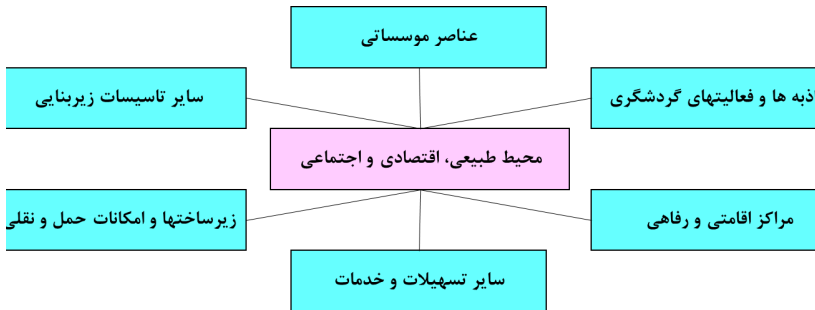 عناصر موسساتی
اذبه ها و فعالیتهای گردشگری
سایر تاسیسات زیربنایی
محیط طبیعی، اقتصادی و اجتماعی
مراکز اقامتی و رفاهی
زیرساختها و امکانات حمل و نقلی
سایر تسهیلات و خدمات